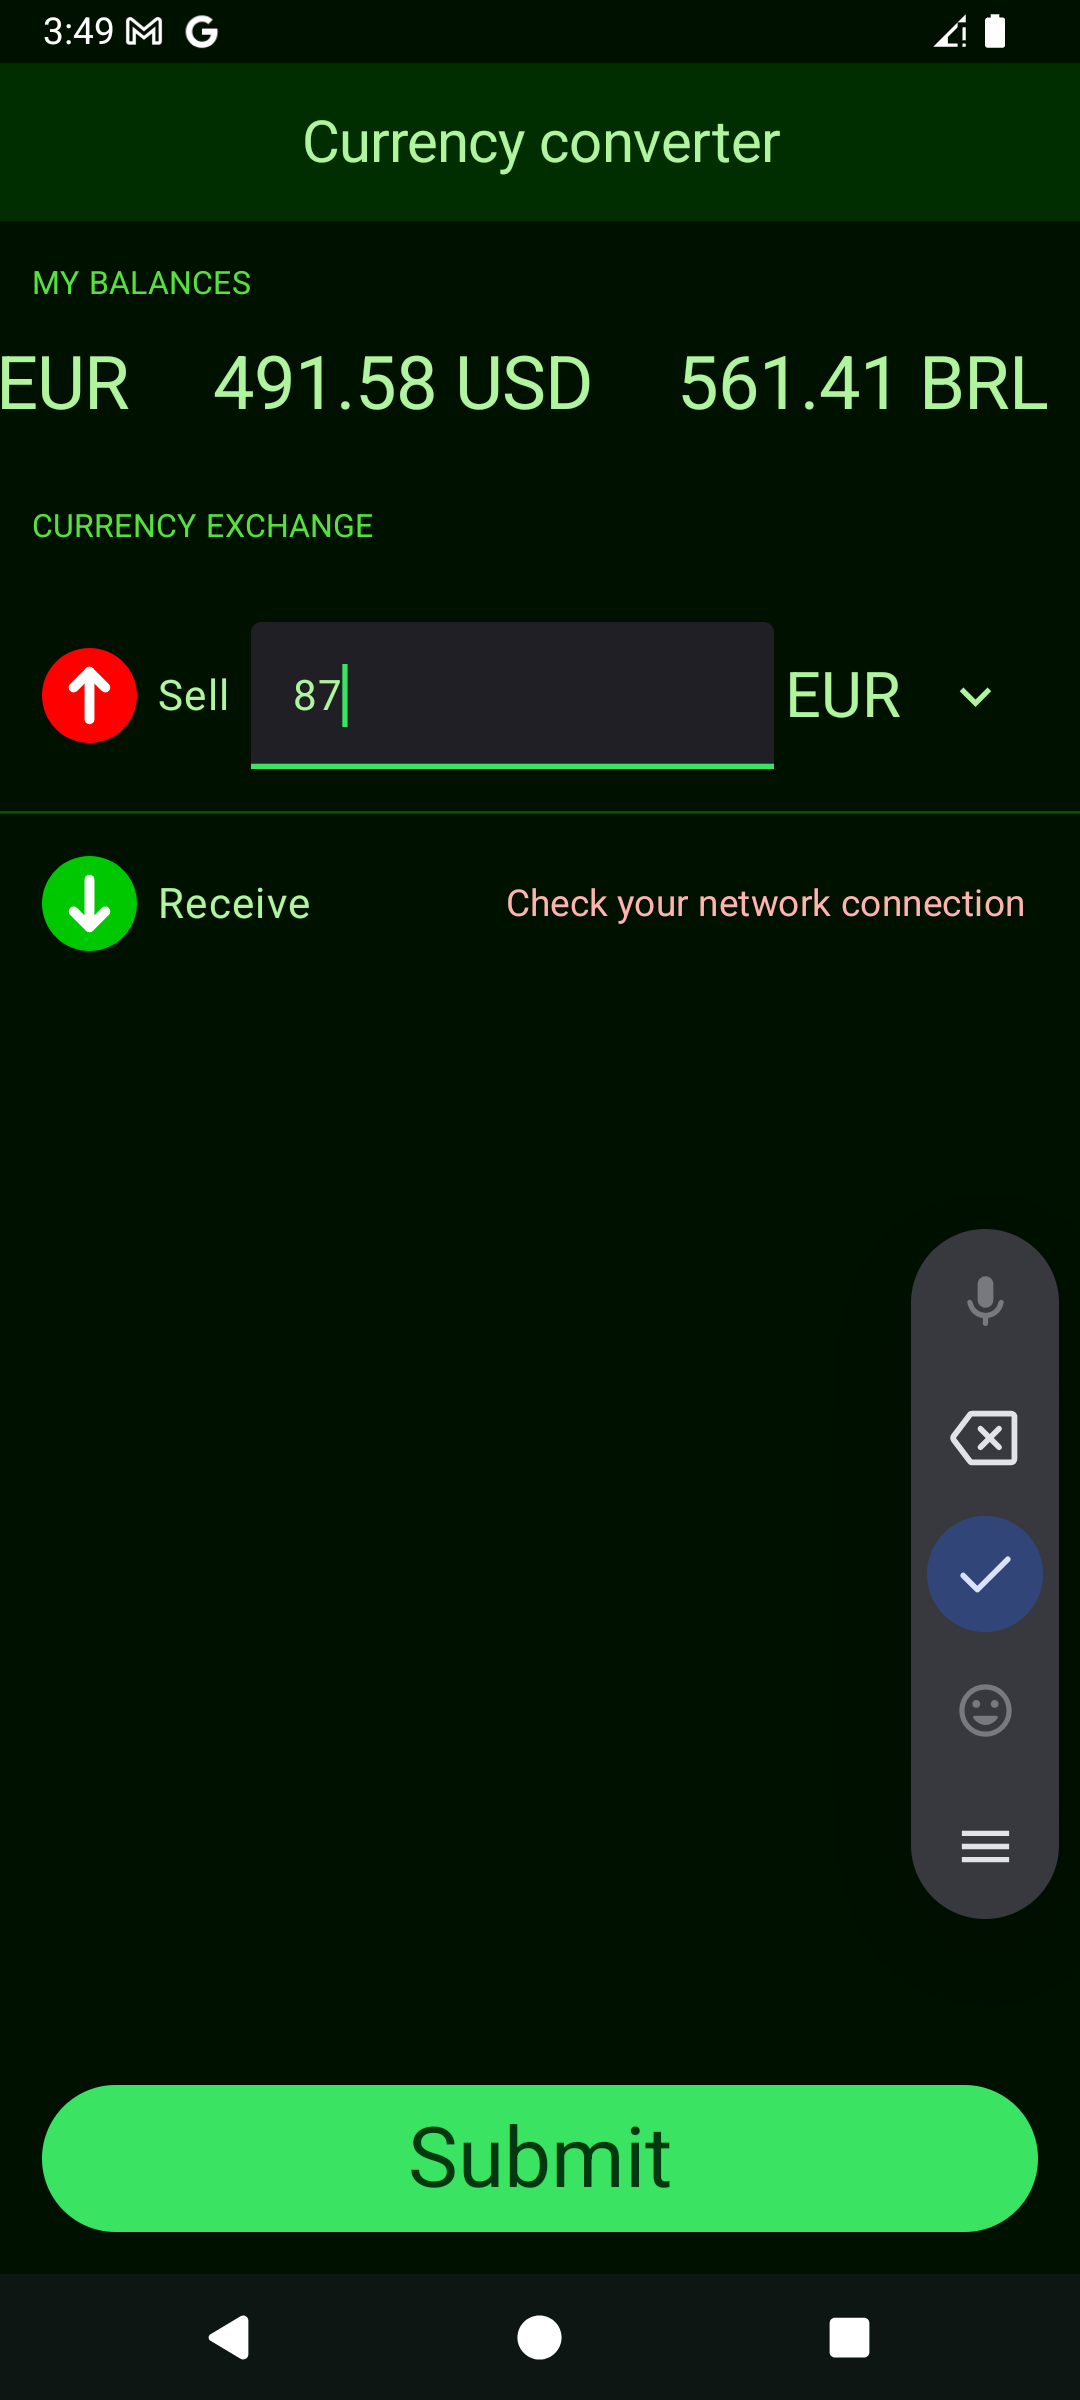 3:49
Currency converter
MY BALANCES
EUR 491.58 USD 561.41 BRL
CURRENCY EXCHANGE
Sell 87 EUR
Receive Check your network connection
Submit